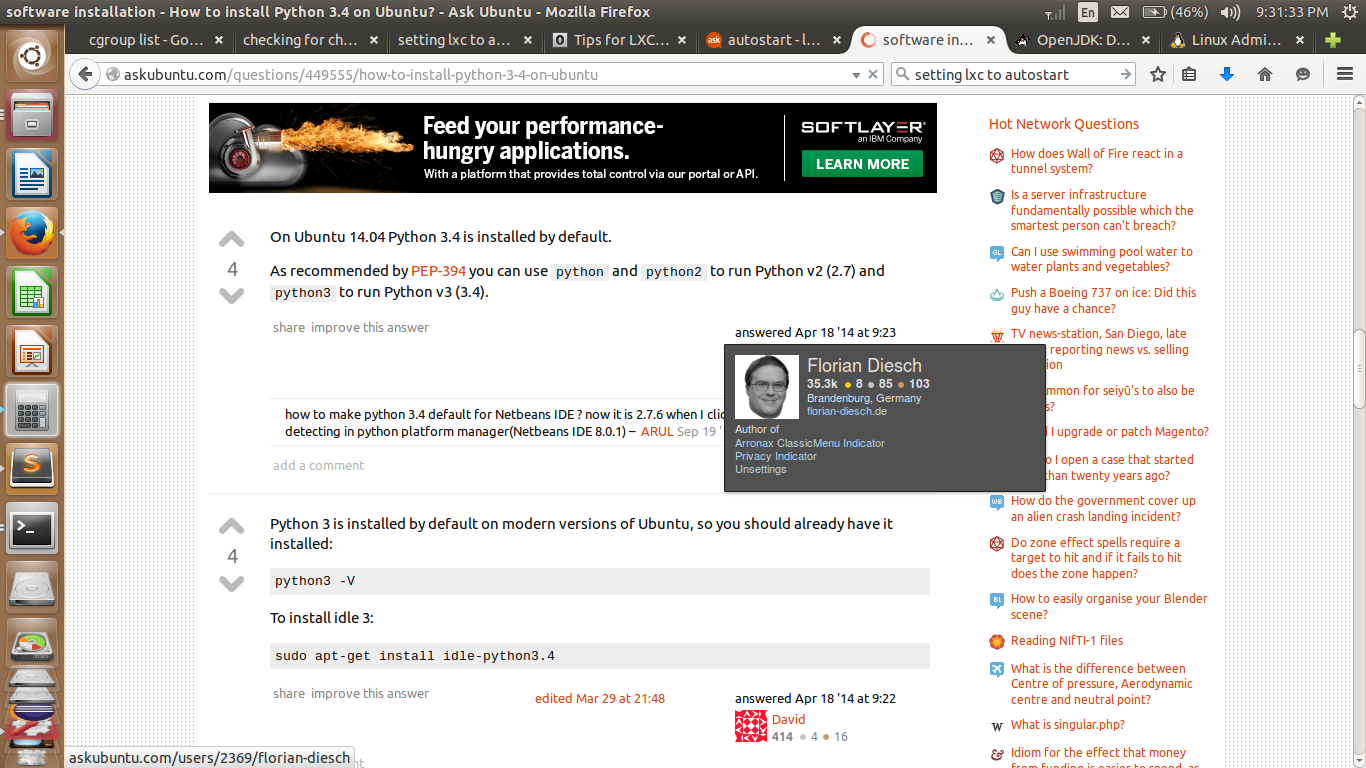 software installation - How to install Python 3.4 on Ubuntu? - Ask Ubuntu - Mozilla Firefox
En
(46%)
9:31:33 PM
cgroup list - Go...
checking for ch...
setting lxc to a...
Tips for LXC...
autostart - l...
software in...
OpenJDK: D...
Linux Admi...
askubuntu.com/questions/449555/how-to-install-python-3-4-on-ubuntu
setting lxc to autostart
Feed your performance-
hungry applications.
With a platform that provides total control via our portal or API.
SOFTLAYER
an IBM Company
LEARN MORE
On Ubuntu 14.04 Python 3.4 is installed by default.
4
As recommended by PEP-394 you can use python and python2 to run Python v2 (2.7) and
python3 to run Python v3 (3.4).
share improve this answer
answered Apr 18 '14 at 9:23
Florian Diesch
35.3k 8 85 103
Brandenburg, Germany
florian-diesch.de
Author of
Arronax ClassicMenu Indicator
Privacy Indicator
Unsettings
how to make python 3.4 default for Netbeans IDE ? now it is 2.7.6 when I clic
detecting in python platform manager(Netbeans IDE 8.0.1) – ARUL Sep 19 '
add a comment
Python 3 is installed by default on modern versions of Ubuntu, so you should already have it
installed:
4
python3 -V
To install idle 3:
sudo apt-get install idle-python3.4
share improve this answer
edited Mar 29 at 21:48
answered Apr 18 '14 at 9:22
David
414 4 16
Hot Network Questions
How does Wall of Fire react in a
tunnel system?
Is a server infrastructure
fundamentally possible which the
smartest person can't breach?
GL
Can I use swimming pool water to
water plants and vegetables?
Push a Boeing 737 on ice: Did this
guy have a chance?
TV news-station, San Diego, late
reporting news vs. selling
ion
mmon for seiyū's to also be
s?
I upgrade or patch Magento?
o I open a case that started
than twenty years ago?
WB
How do the government cover up
an alien crash landing incident?
Do zone effect spells require a
target to hit and if it fails to hit
does the zone happen?
BL
How to easily organise your Blender
scene?
Reading NIfTI-1 files
What is the difference between
Centre of pressure, Aerodynamic
centre and neutral point?
W
What is singular.php?
Idiom for the effect that money
from funding is easier to spend, as
askubuntu.com/users/2369/florian-diesch